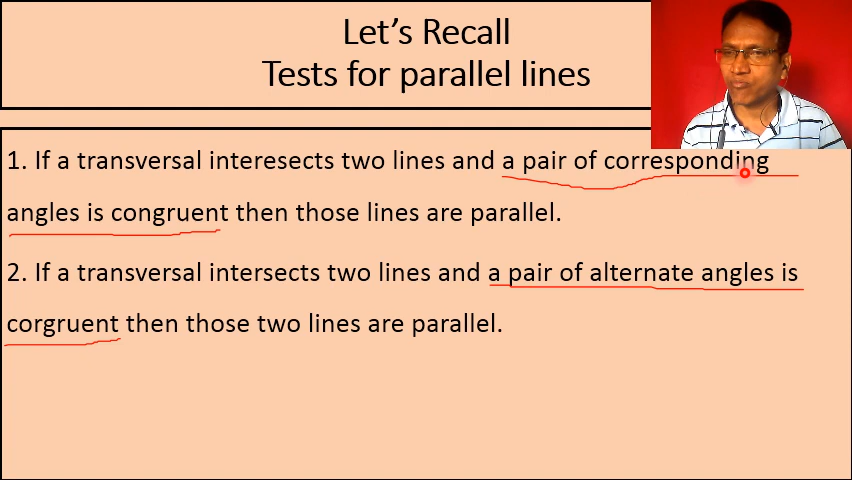 Let's Recall
Tests for parallel lines
1. If a transversal interesects two lines and a pair of corresponding
angles is congruent then those lines are parallel.
2. If a transversal intersects two lines and a pair of alternate angles is
corgruent then those two lines are parallel.